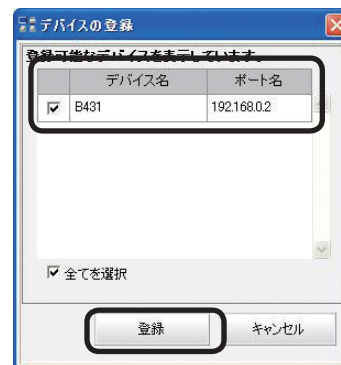 デバイスの登録
登録可能なデバイスを表示しています。
デバイス名 ポート名
B431 192.168.0.2
全てを選択
登録 キャンセル